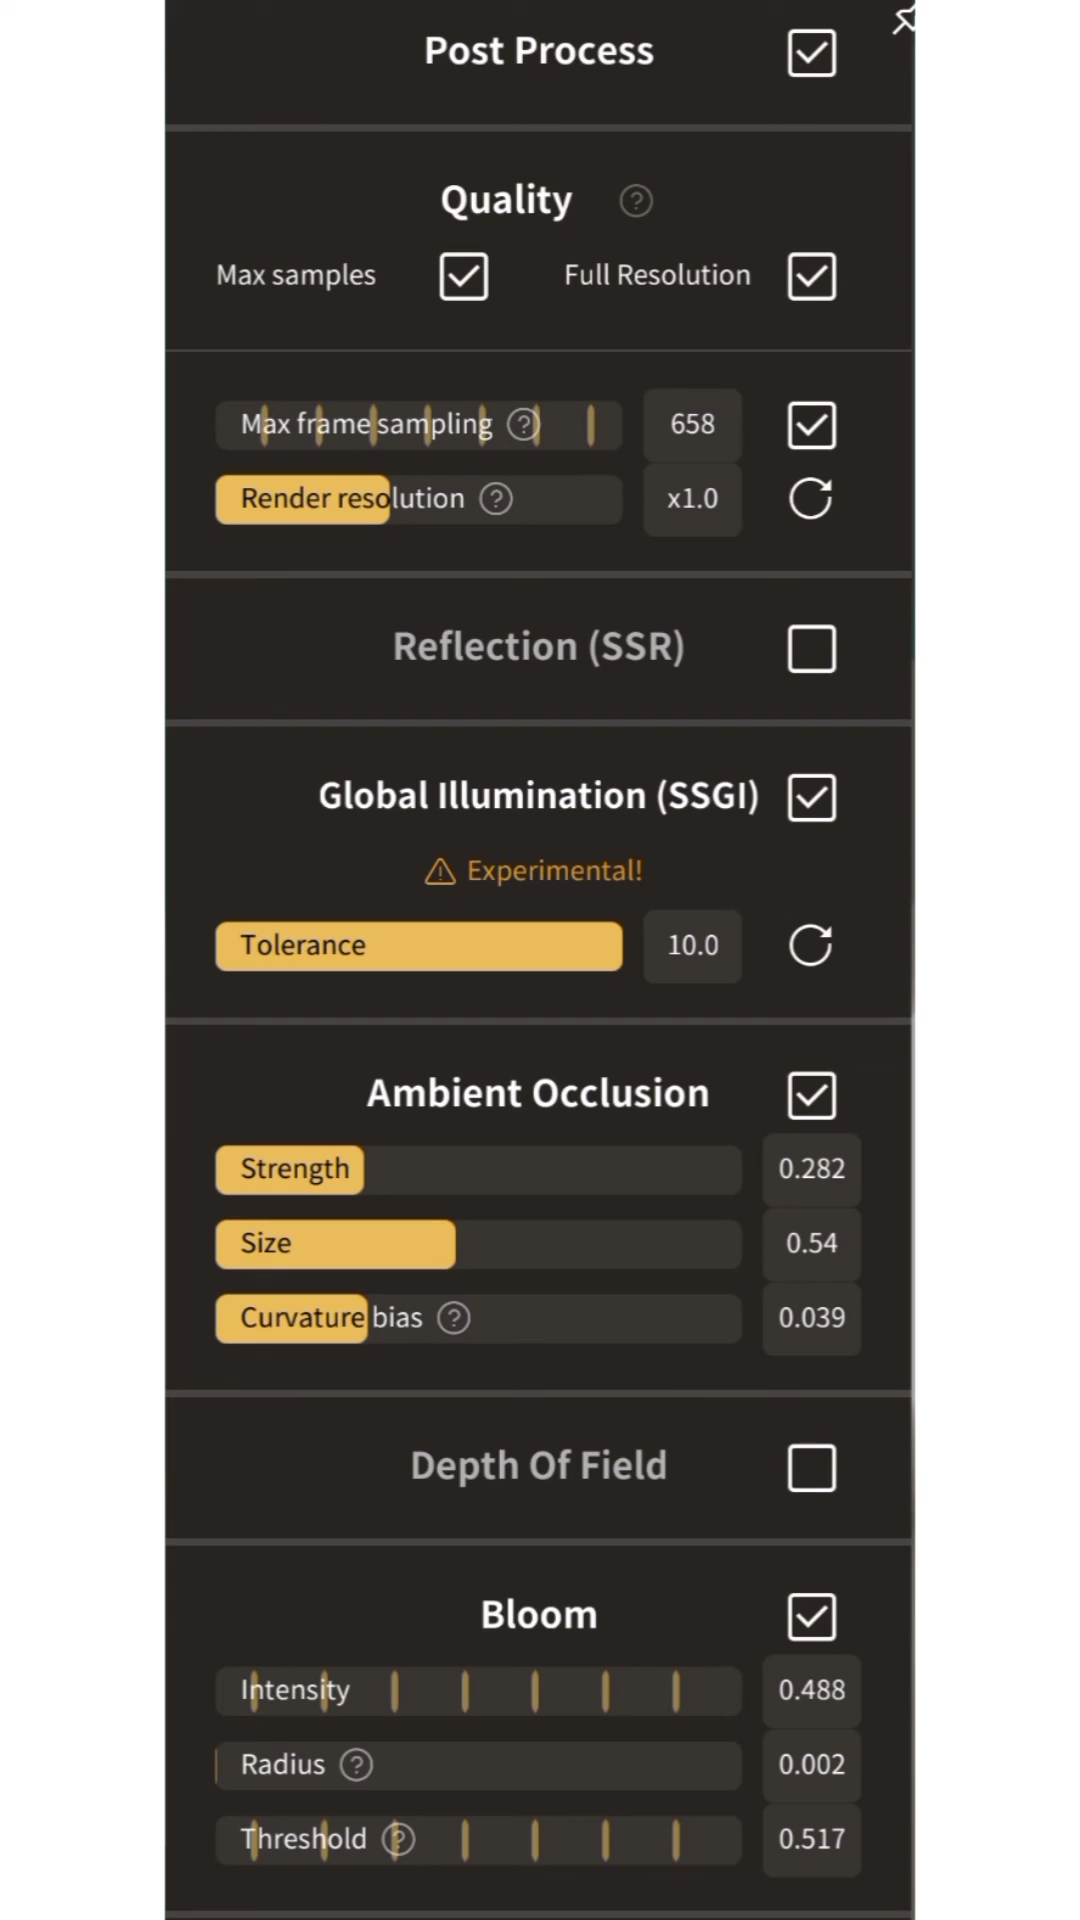 Post Process
Quality
Max samples Full Resolution
Max frame sampling 658
Render resolution x1.0
Reflection (SSR)
Global Illumination (SSGI)
Experimental!
Tolerance 10.0
Ambient Occlusion
Strength 0.282
Size 0.54
Curvature bias 0.039
Depth Of Field
Bloom
Intensity 0.488
Radius 0.002
Threshold 0.517